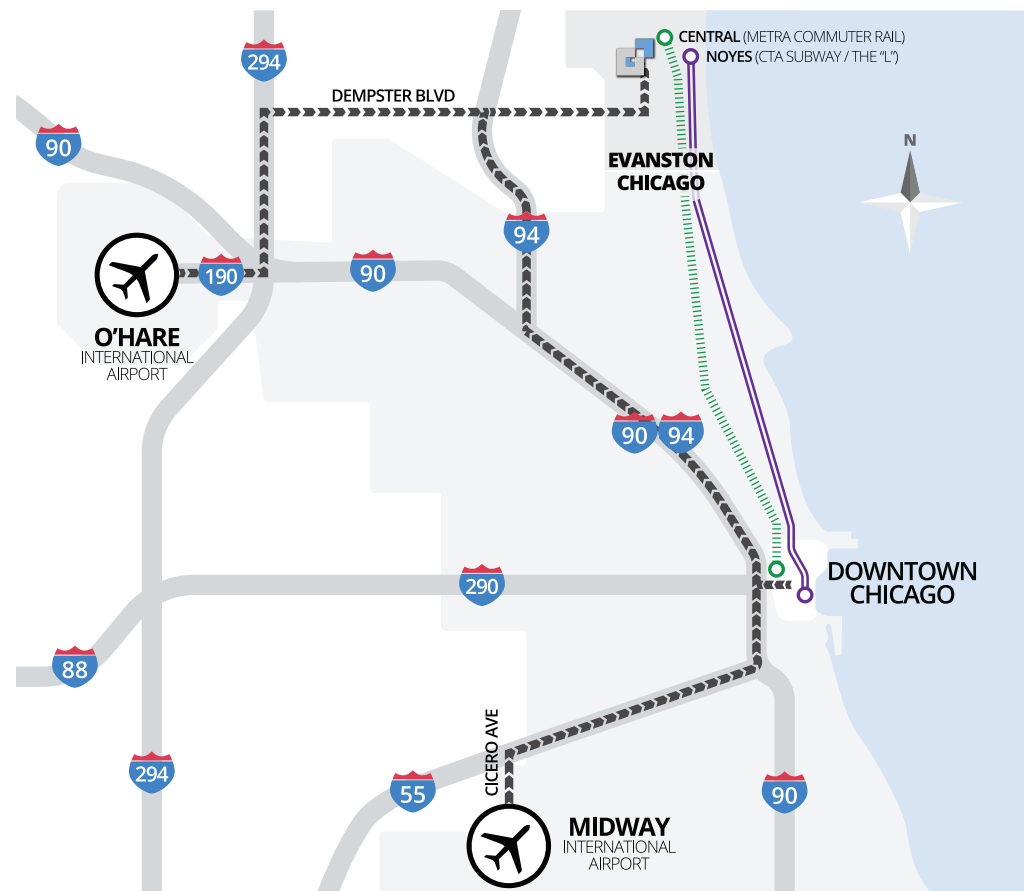 CENTRAL (METRA COMMUTER RAIL)
NOYES (CTA SUBWAY / THE “L”)
294
DEMPSTER BLVD
90
EVANSTON
CHICAGO
N
94
190
90
O’HARE
INTERNATIONAL
AIRPORT
90
94
DOWNTOWN
CHICAGO
290
88
CICERO AVE
294
55
90
MIDWAY
INTERNATIONAL
AIRPORT